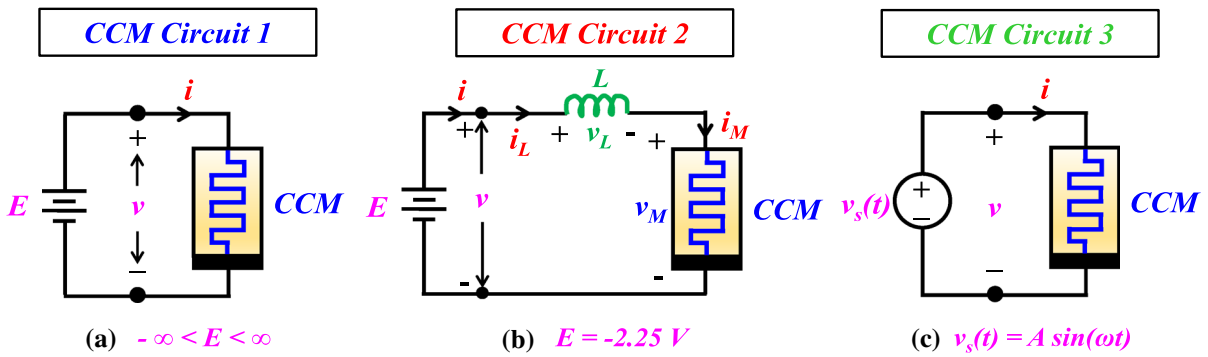 CCM Circuit 1
i
+
E
v
CCM
−
(a) - ∞ < E < ∞
CCM Circuit 2
L
i
+
i_L
+ v_L -
i_M
+
E
v
v_M
CCM
-
-
(b) E = -2.25 V
CCM Circuit 3
i
+
+
v_s(t)
−
v
CCM
−
(c) v_s(t) = A sin(ωt)